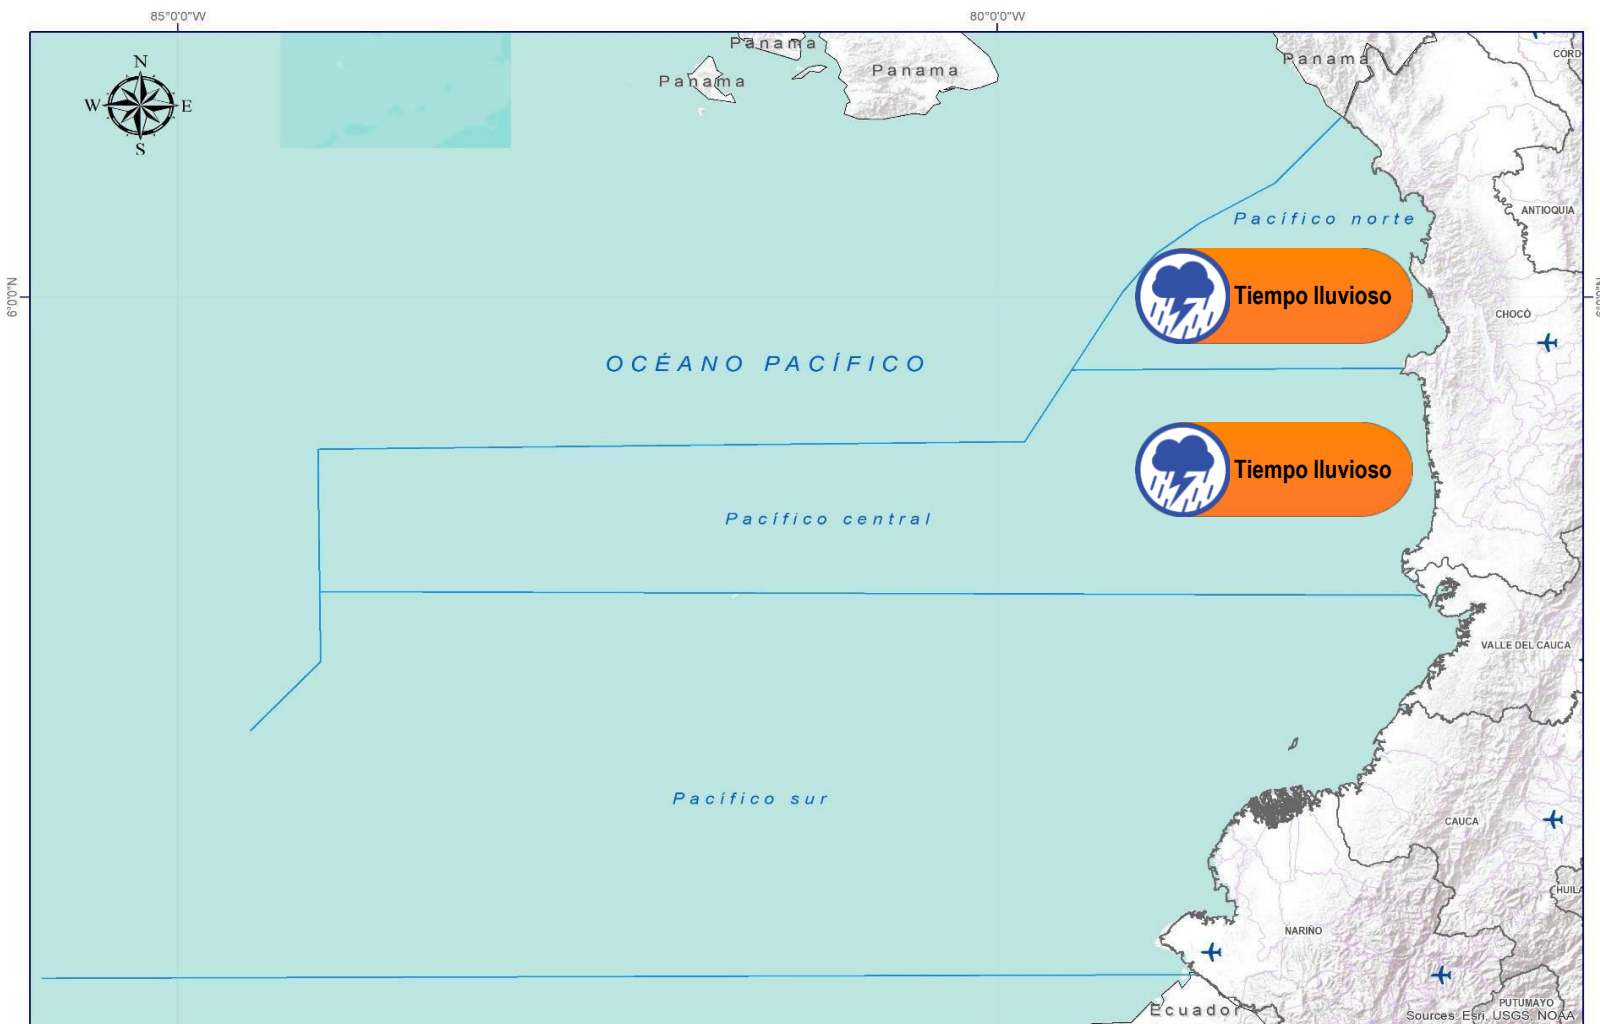 85°0'0"W
80°0'0"W
Panama
Panama
Panama
Panama
CÓRD
N
W
E
S
ANTIOQUIA
Pacífico norte
6°0'0"N
Tiempo lluvioso
CHOCÓ
OCÉANO PACÍFICO
Tiempo lluvioso
Pacífico central
VALLE DEL CAUCA
Pacífico sur
CAUCA
HUILA
NARIÑO
PUTUMAYO
Ecuador
Sources: Esri, USGS, NOAA